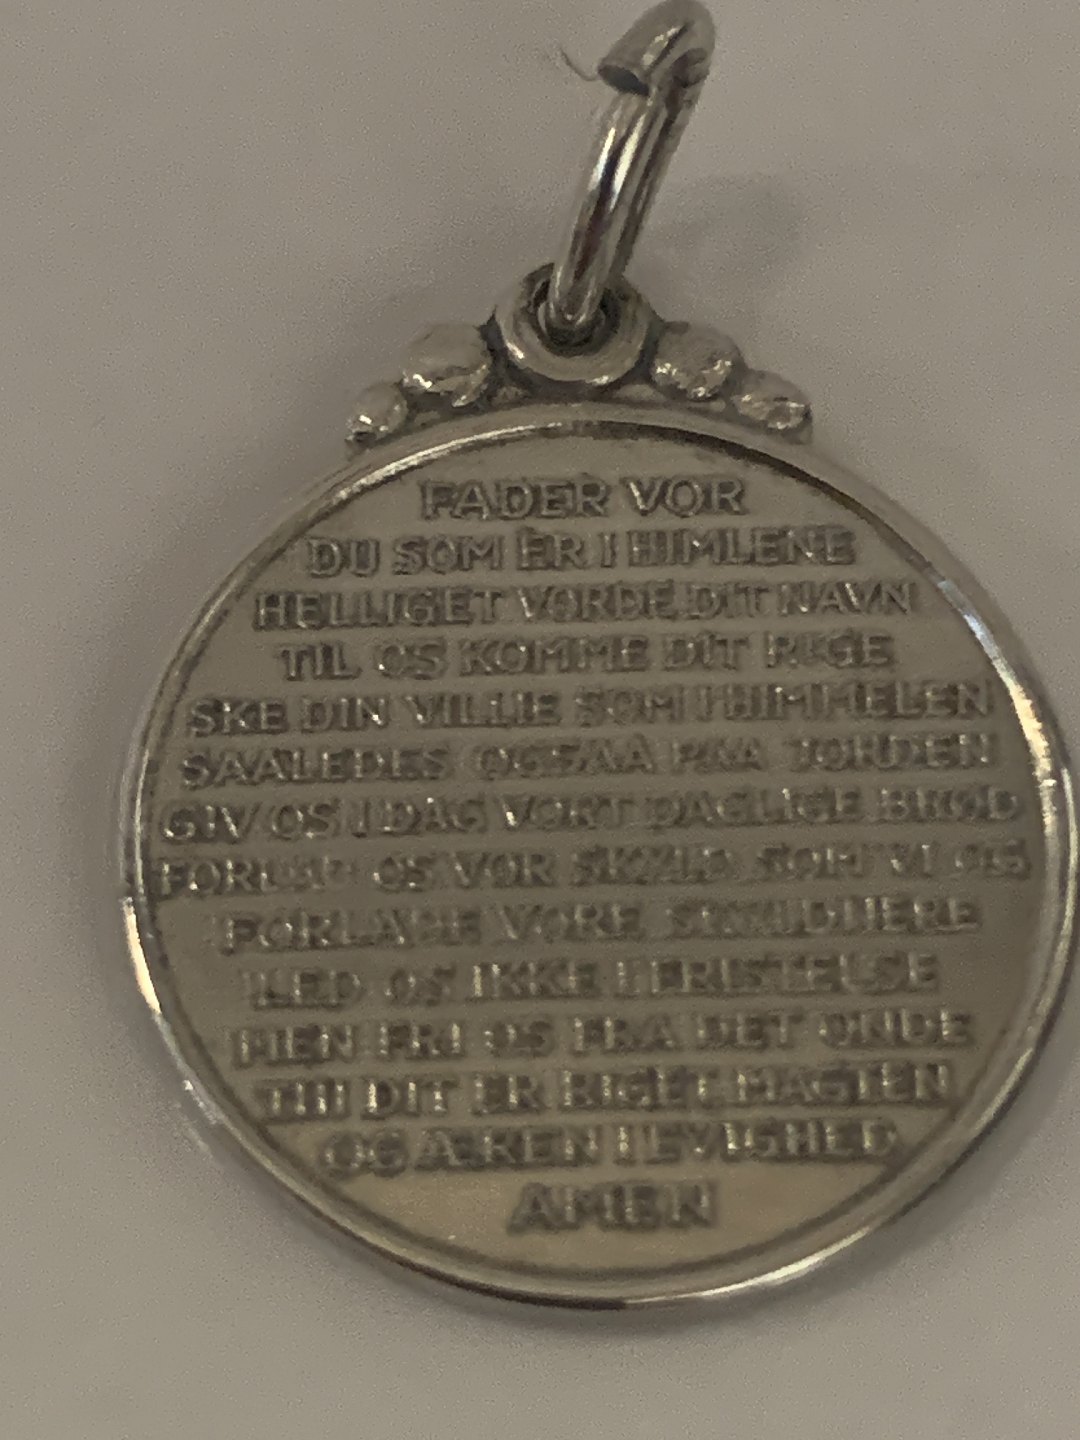 FADER VOR
DU SOM ER I HIMLENE
HELLIGET VORDE DIT NAVN
TIL OS KOMME DIT RIGE
SKE DIN VILLIE SOM I HIMMELEN
SAALEDES OGSAA PAA JORDEN
GIV OS I DAG VORT DAGLIGE BRØD
FORLAD OS VOR SKYLD SOM VI OG
FORLADE VORE SKYLDNERE
LED OS IKKE I FRISTELSE
MEN FRI OS FRA DET ONDE
THI DIT ER RIGET MAGTEN
OG ÆREN I EVIGHED
AMEN